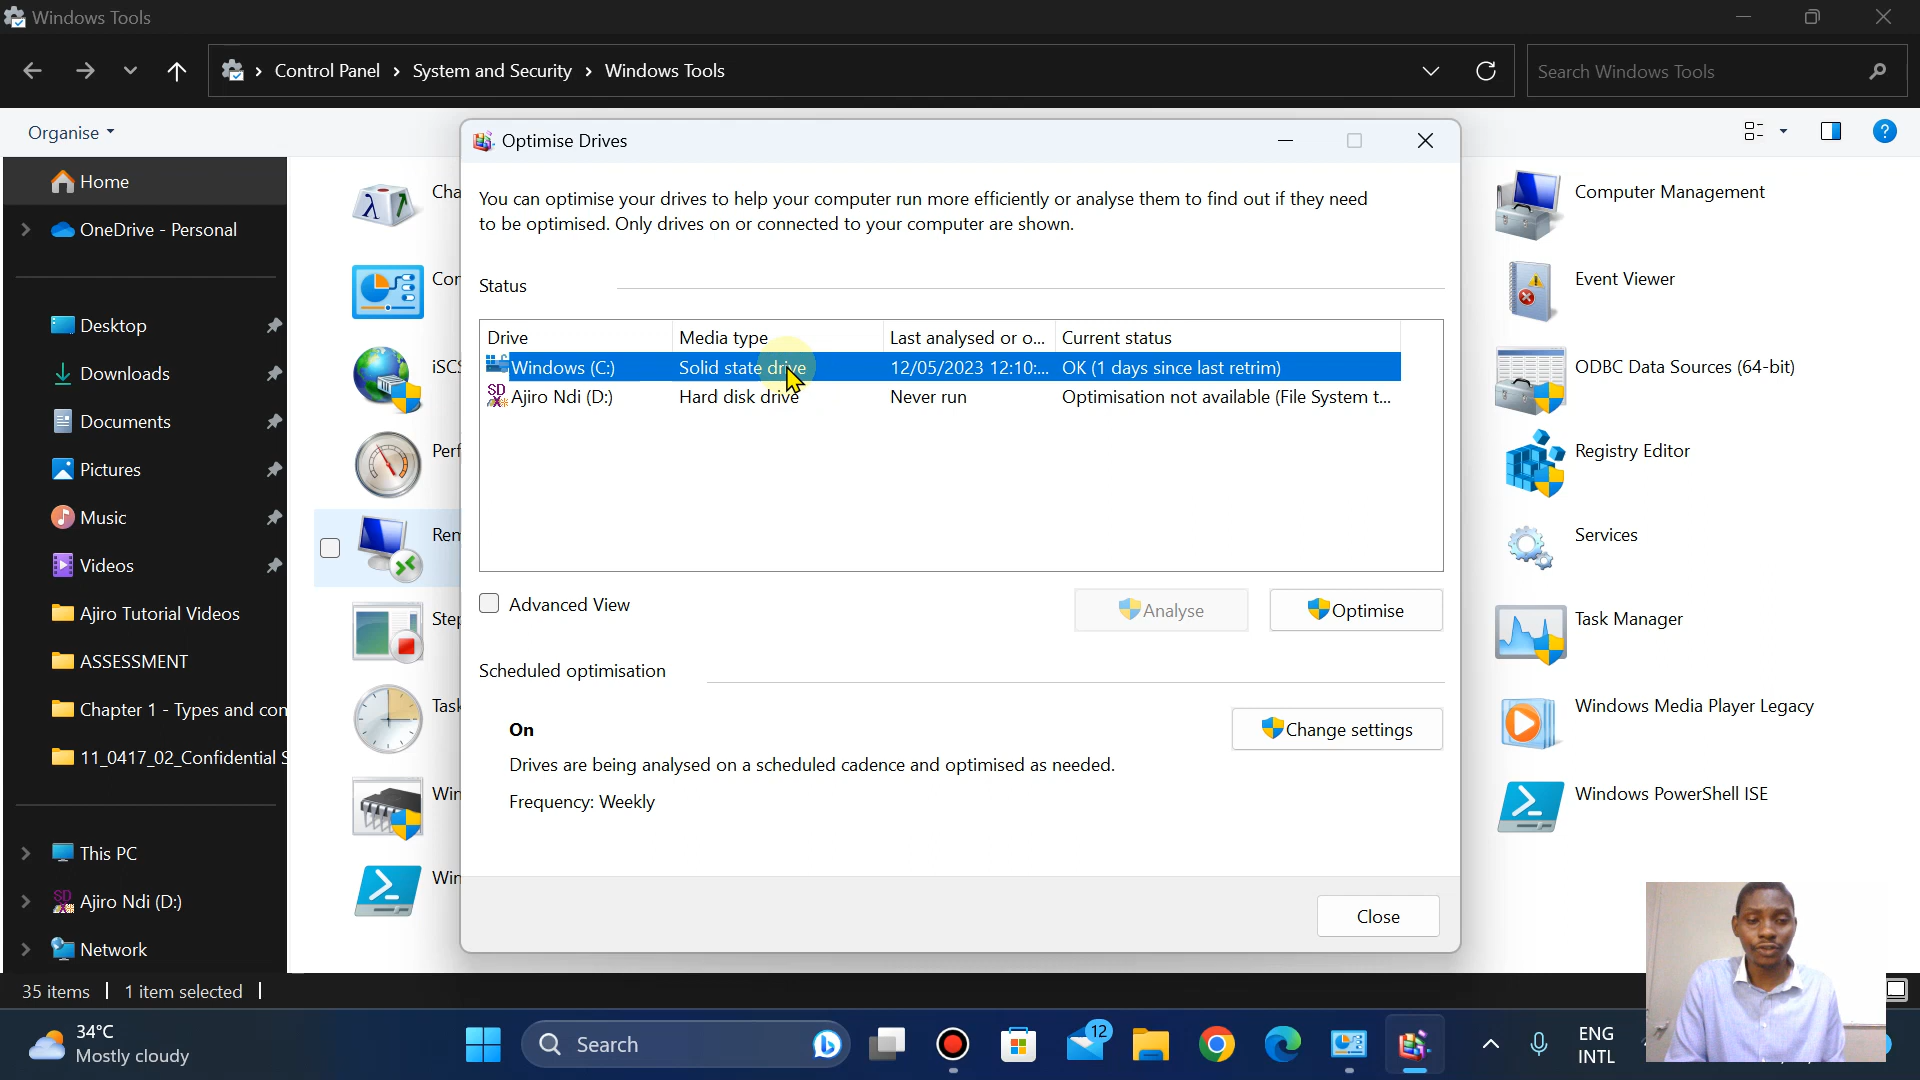 Windows Tools
Control Panel > System and Security > Windows Tools
Search Windows Tools
Organise
Home
OneDrive - Personal
Desktop
Downloads
Documents
Pictures
Music
Videos
Ajiro Tutorial Videos
ASSESSMENT
Chapter 1 - Types and con
11_0417_02_Confidential S
This PC
Ajiro Ndi (D:)
Network
35 items
1 item selected
Cha
Cor
iSCS
Perf
Rem
Step
Task
Win
Win
Optimise Drives
You can optimise your drives to help your computer run more efficiently or analyse them to find out if they need
to be optimised. Only drives on or connected to your computer are shown.
Status
Drive Media type Last analysed or o... Current status
Windows (C:) Solid state drive 12/05/2023 12:10:... OK (1 days since last retrim)
Ajiro Ndi (D:) Hard disk drive Never run Optimisation not available (File System t...
Advanced View
Analyse
Optimise
Scheduled optimisation
On
Change settings
Drives are being analysed on a scheduled cadence and optimised as needed.
Frequency: Weekly
Close
Computer Management
Event Viewer
ODBC Data Sources (64-bit)
Registry Editor
Services
Task Manager
Windows Media Player Legacy
Windows PowerShell ISE
34°C
Mostly cloudy
Search
12
ENG
INTL